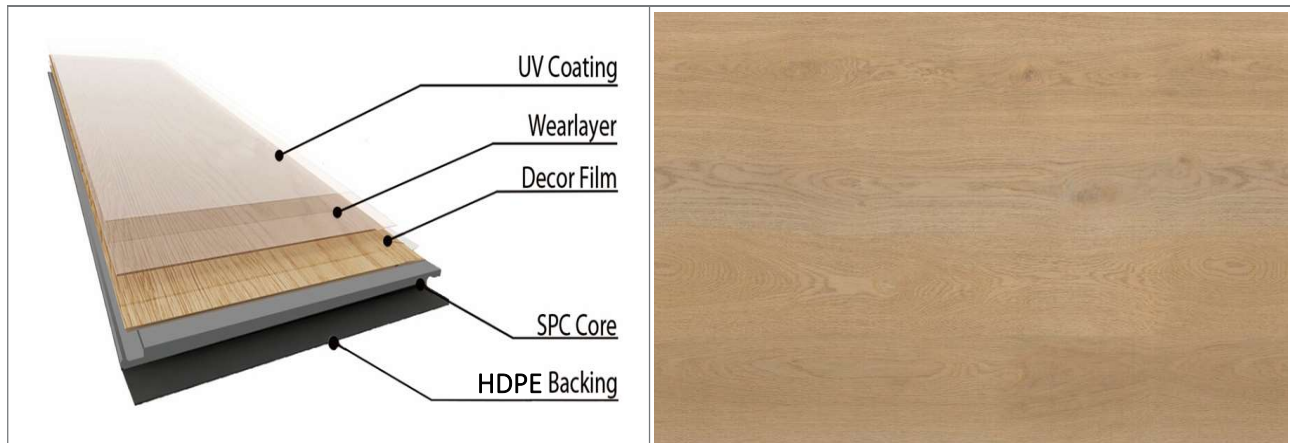 UV Coating
Wearlayer
Decor Film
SPC Core
HDPE Backing